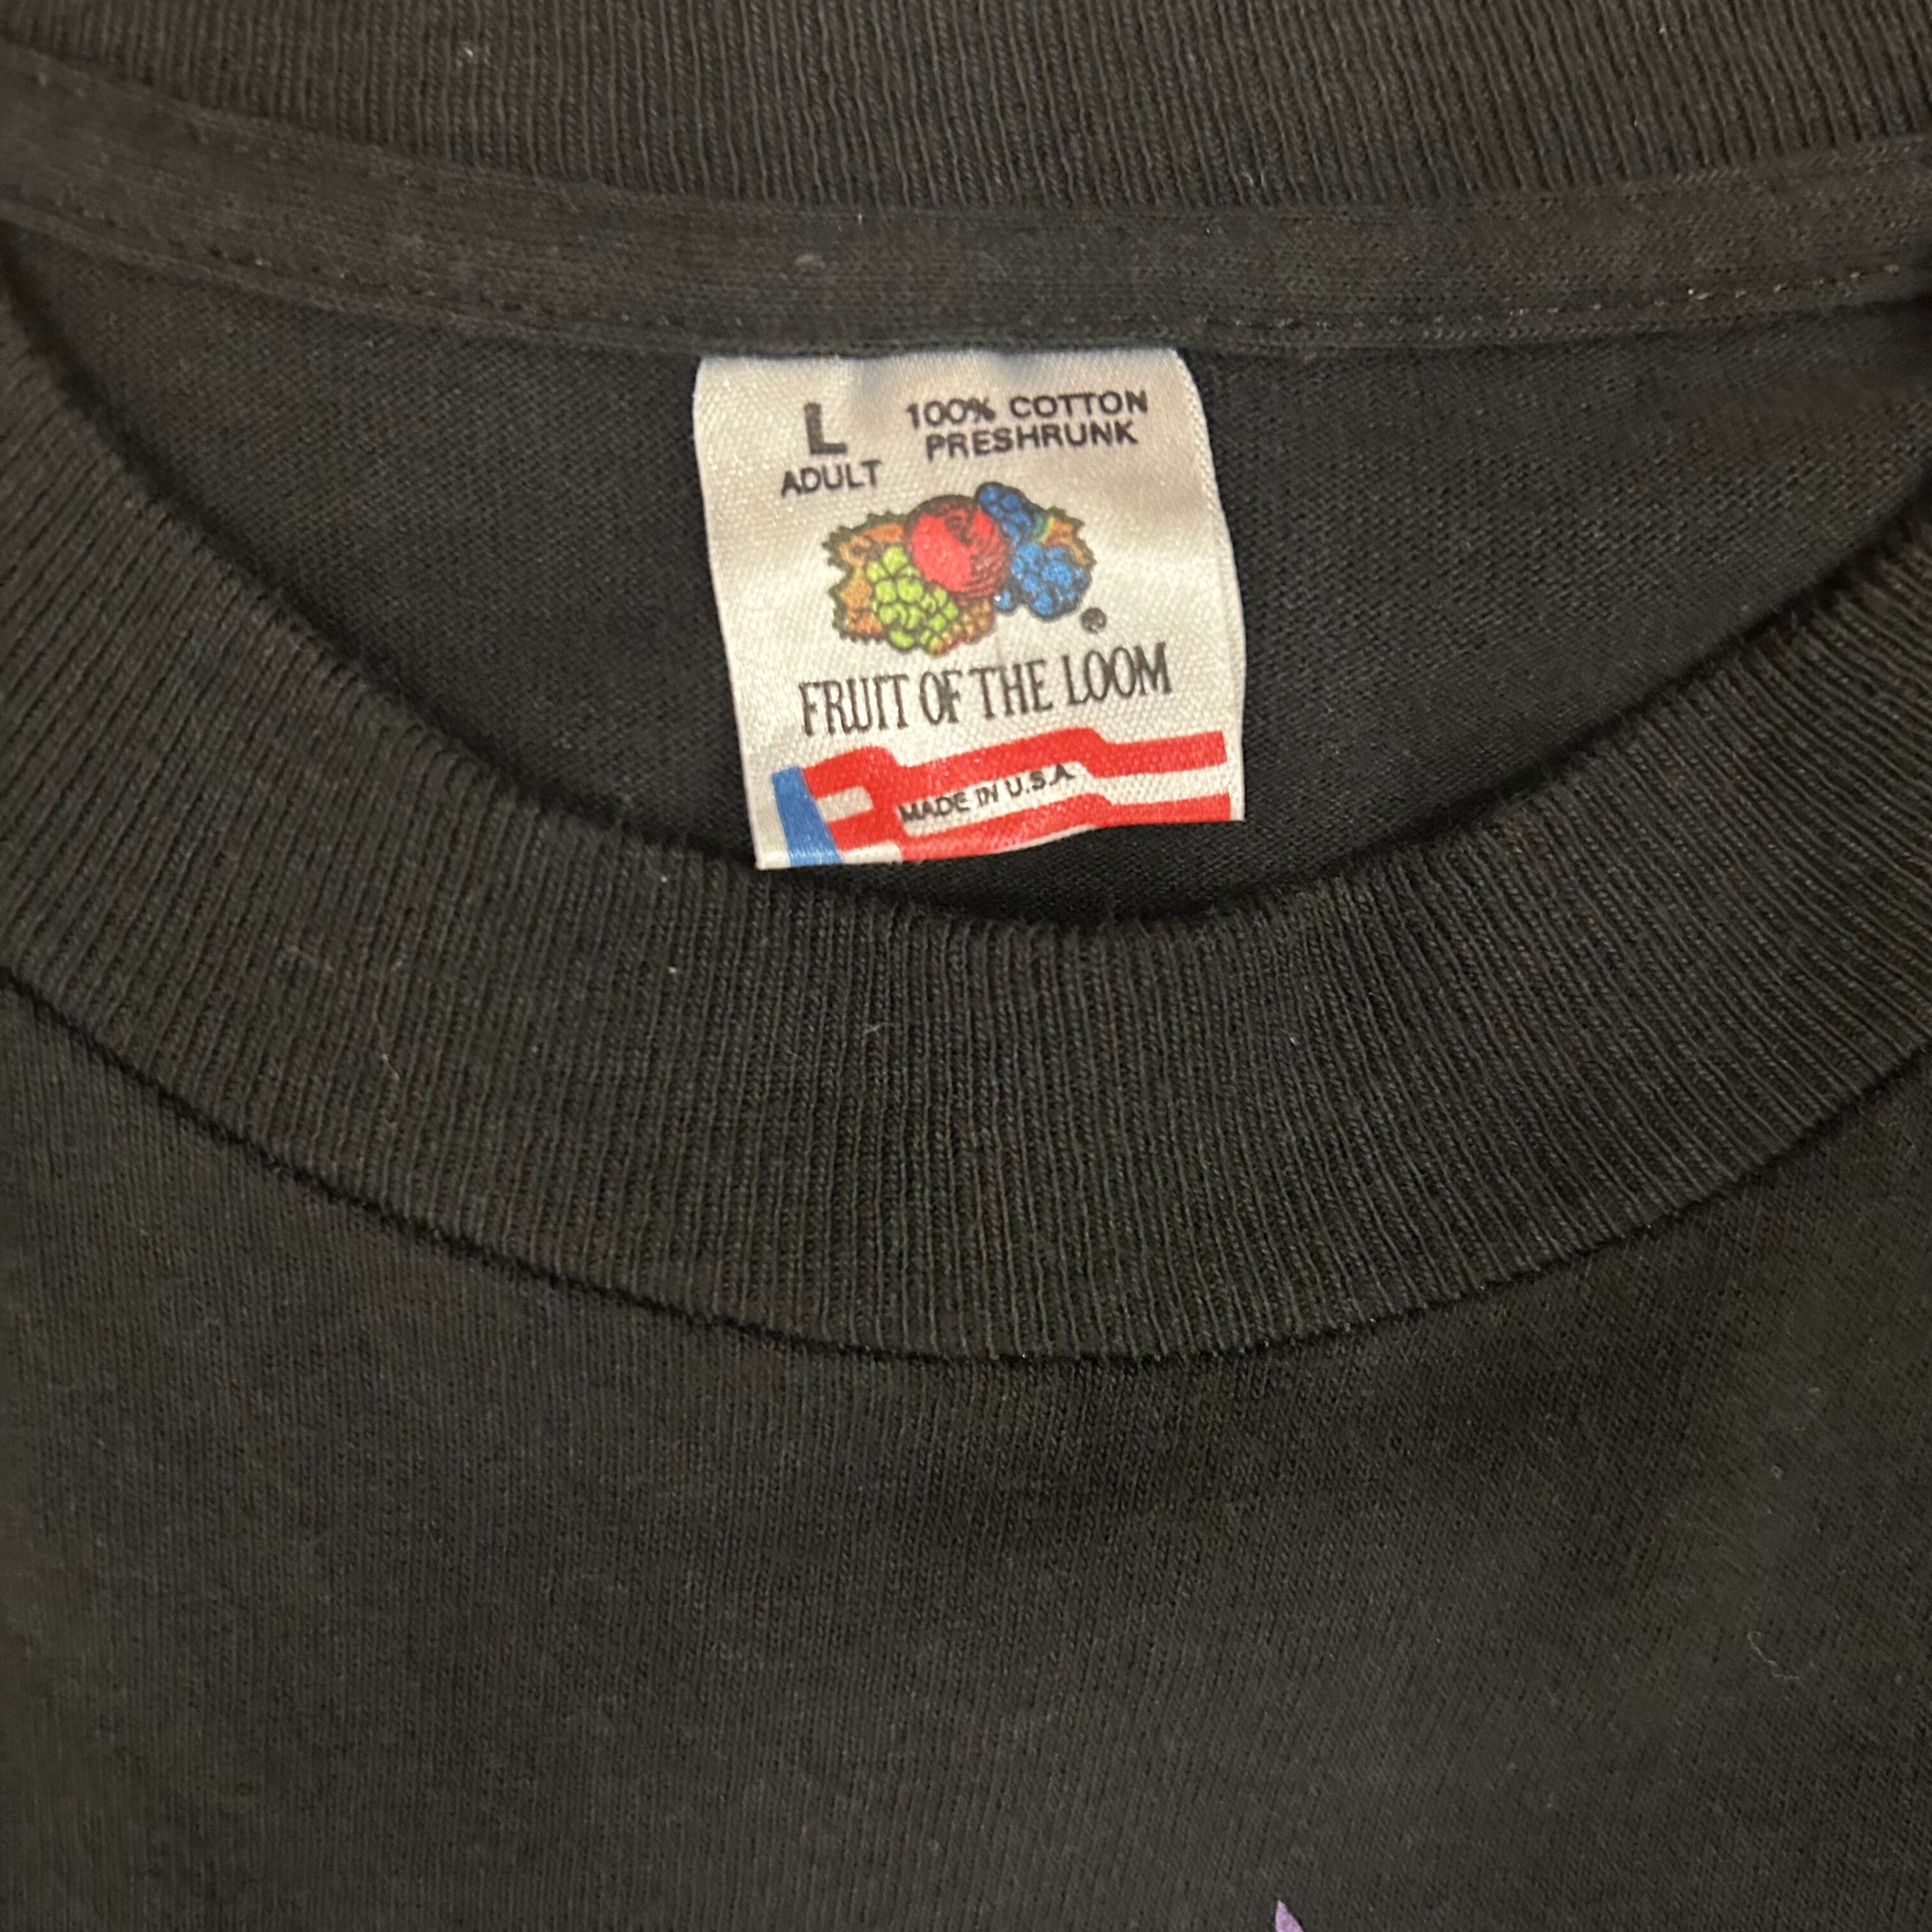 L
ADULT
100% COTTON
PRESHRUNK
®
FRUIT OF THE LOOM
MADE IN U.S.A.